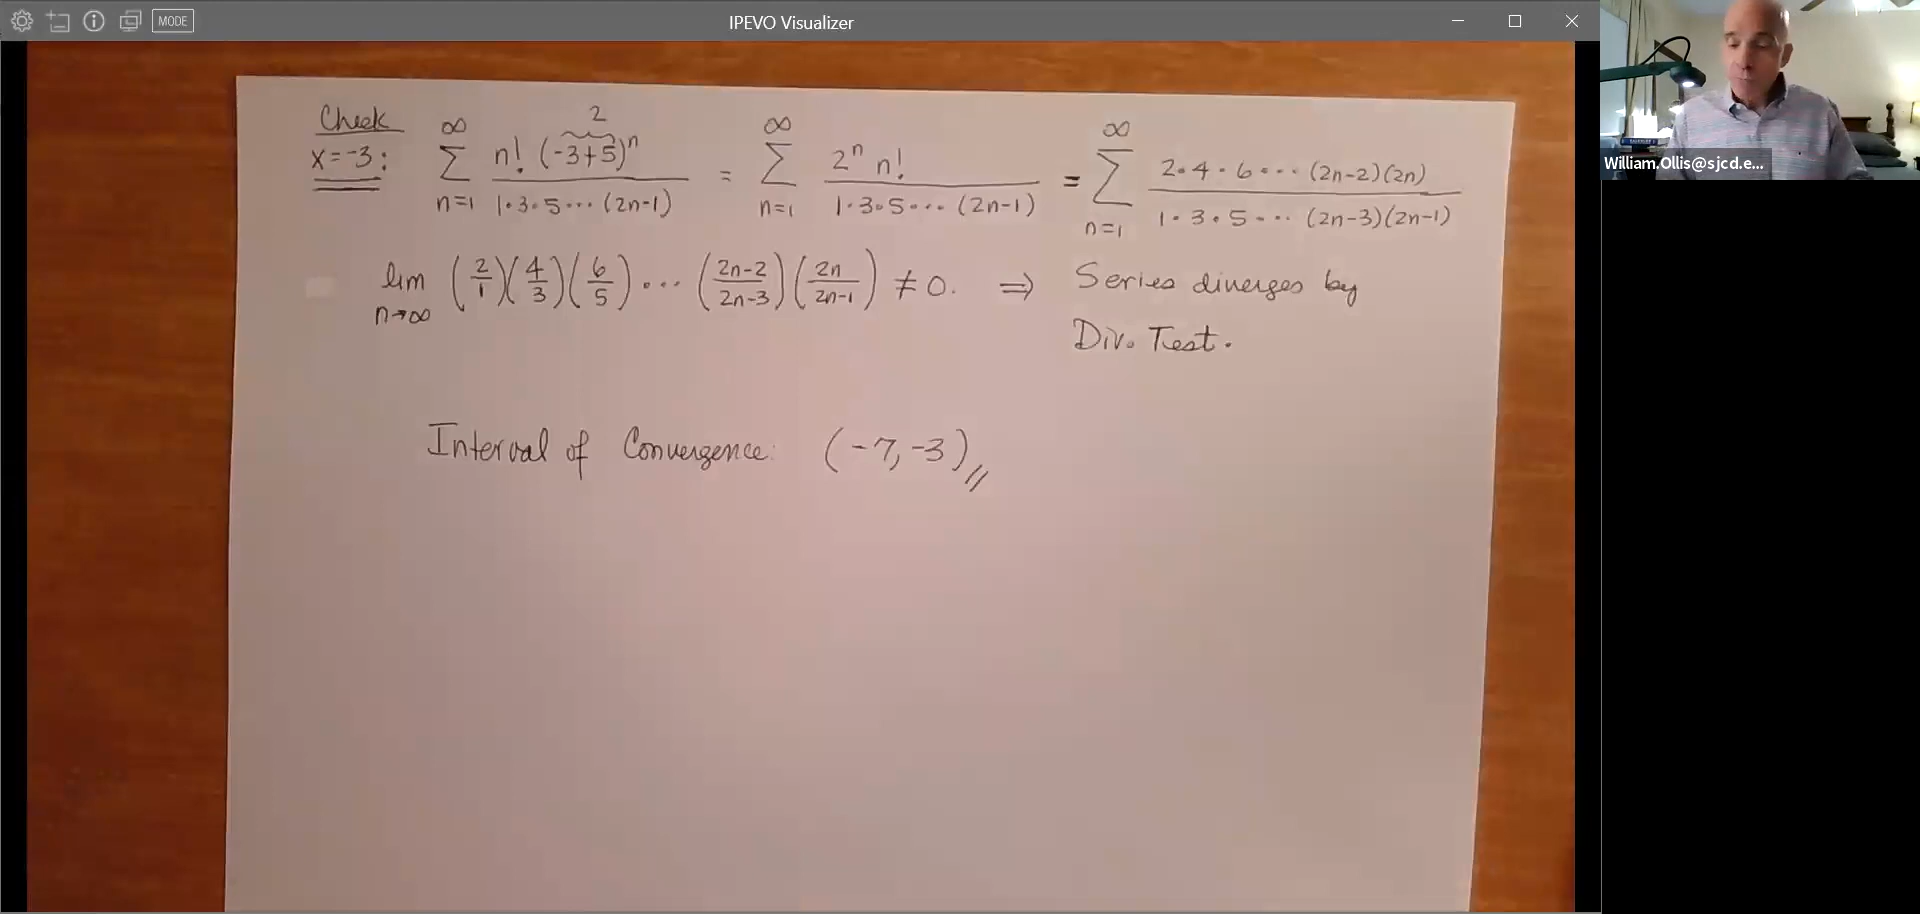 MODE
IPEVO Visualizer
William.Ollis@sjcd.e...
Check
x=-3:
∞ Σ n=1 n! (-3+5)^n / 1·3·5··· (2n-1) = ∞ Σ n=1 2^n n! / 1·3·5··· (2n-1) = ∞ Σ n=1 2·4·6··· (2n-2)(2n) / 1·3·5··· (2n-3)(2n-1)
2
lim n→∞ (2/1)(4/3)(6/5)··· (2n-2/2n-3)(2n/2n-1) ≠ 0. ⇒ Series diverges by
Div. Test.
Interval of Convergence: (-7,-3)//